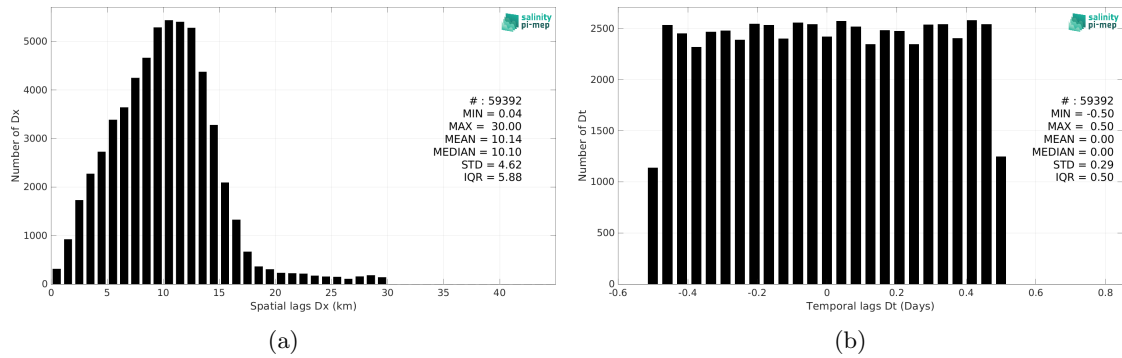 salinity
pi-mep
5000
4000
3000
2000
1000
0
Number of Dx
# : 59392
MIN = 0.04
MAX = 30.00
MEAN = 10.14
MEDIAN = 10.10
STD = 4.62
IQR = 5.88
0 5 10 15 20 25 30 35 40
Spatial lags Dx (km)
(a)
salinity
pi-mep
2500
2000
1500
1000
500
0
Number of Dt
# : 59392
MIN = -0.50
MAX = 0.50
MEAN = 0.00
MEDIAN = 0.00
STD = 0.29
IQR = 0.50
-0.6 -0.4 -0.2 0 0.2 0.4 0.6 0.8
Temporal lags Dt (Days)
(b)